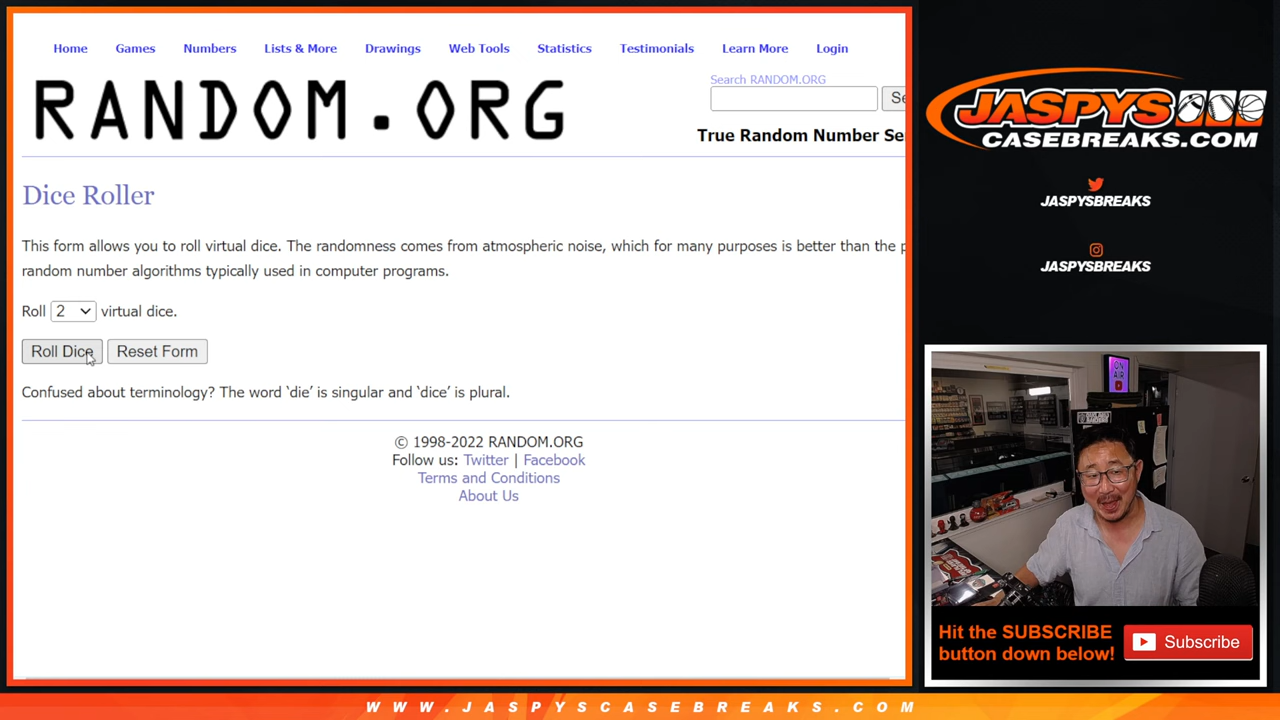 Home Games Numbers Lists & More Drawings Web Tools Statistics Testimonials Learn More Login
RANDOM.ORG
Search RANDOM.ORG
Se
True Random Number Se
Dice Roller
This form allows you to roll virtual dice. The randomness comes from atmospheric noise, which for many purposes is better than the p
random number algorithms typically used in computer programs.
Roll 2 virtual dice.
Roll Dice Reset Form
Confused about terminology? The word ‘die’ is singular and ‘dice’ is plural.
© 1998-2022 RANDOM.ORG
Follow us: Twitter | Facebook
Terms and Conditions
About Us
JASPYS
CASEBREAKS.COM
JASPYSBREAKS
JASPYSBREAKS
ON
AIR
Hit the SUBSCRIBE
button down below!
Subscribe
WWW.JASPYSCASEBREAKS.COM